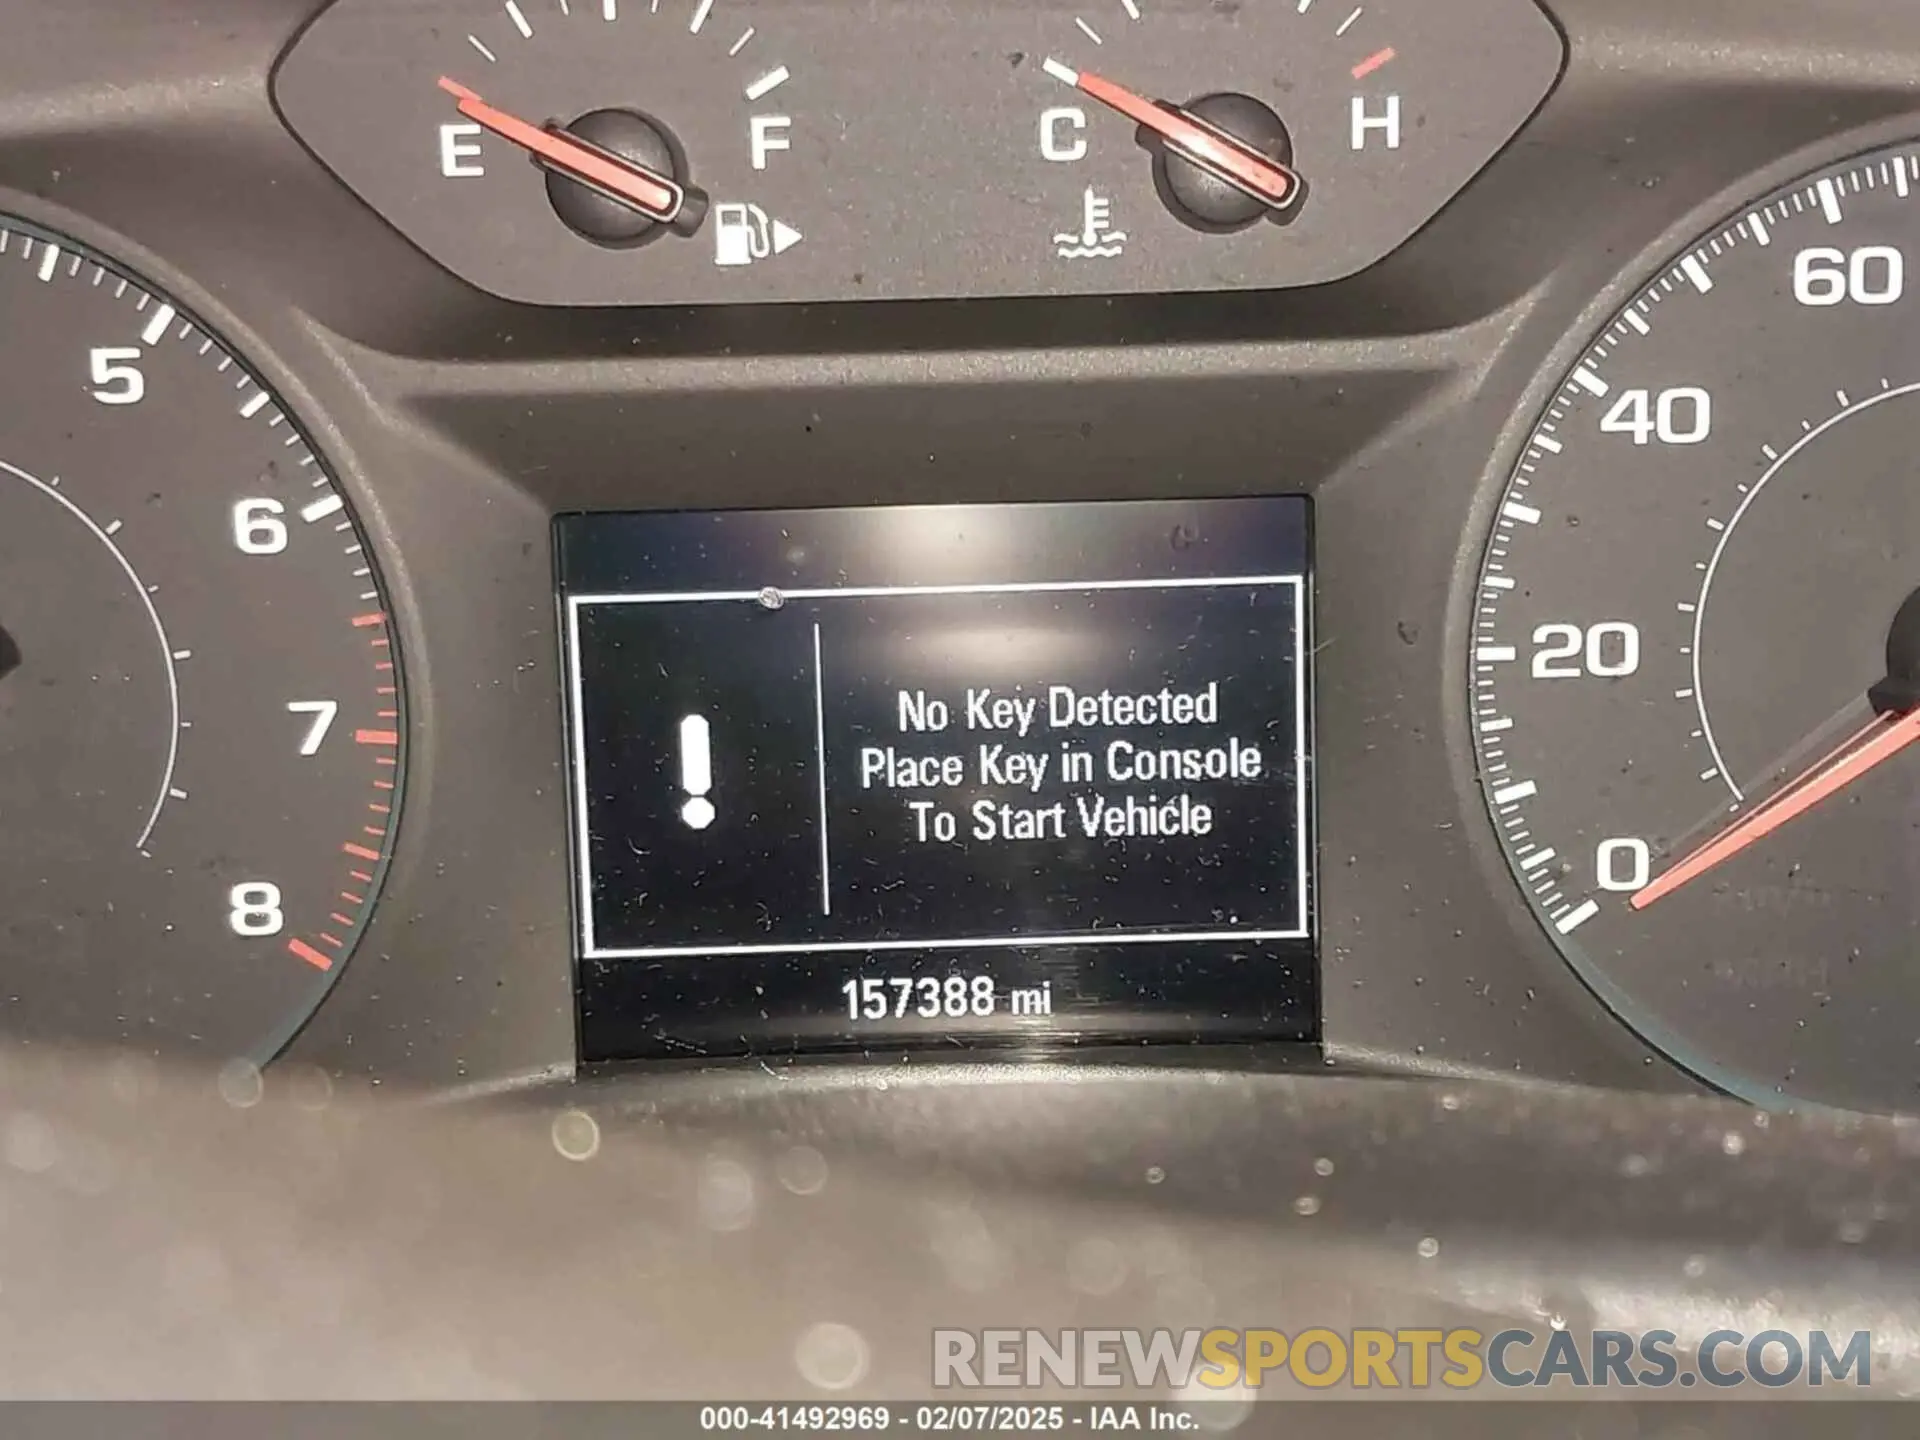 E F C H
5
6
7
8
60
40
20
0
No Key Detected
Place Key in Console
To Start Vehicle
157388 mi
RENEWSPORTSCARS.COM
000-41492969 - 02/07/2025 - IAA Inc.